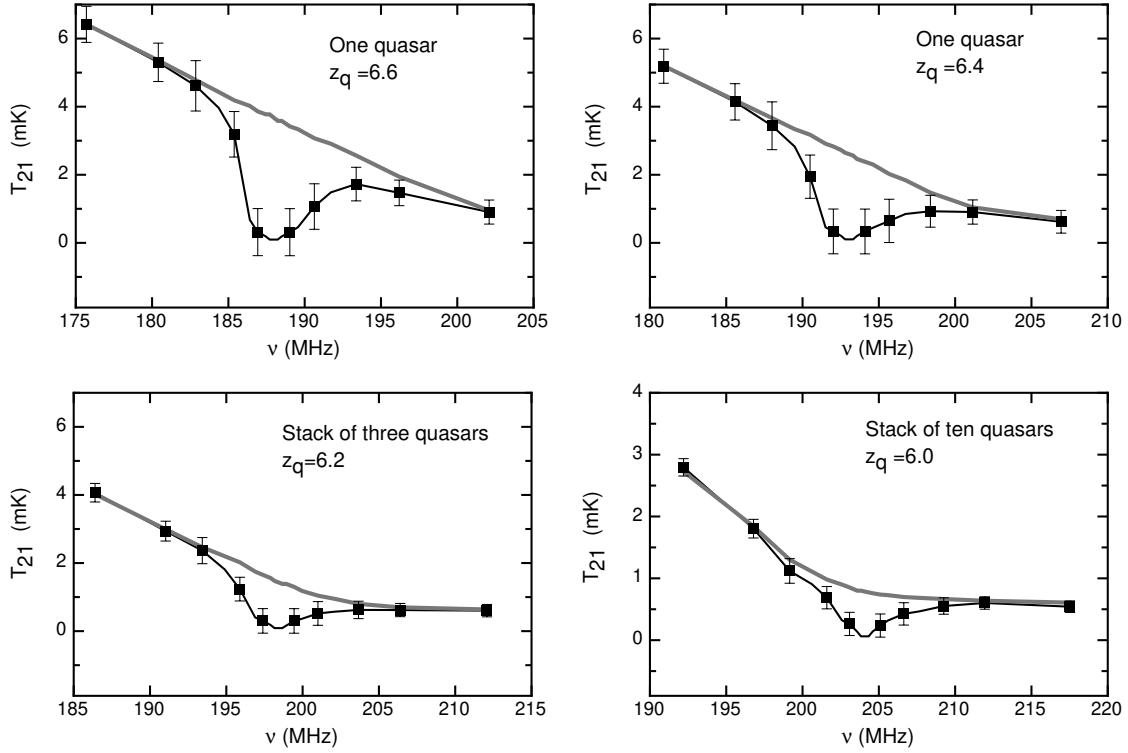 One quasar
z_q =6.6
T_21 (mK)
6
4
2
0
175 180 185 190 195 200 205
ν (MHz)
One quasar
z_q =6.4
T_21 (mK)
6
4
2
0
180 185 190 195 200 205 210
ν (MHz)
Stack of three quasars
z_q=6.2
T_21 (mK)
6
4
2
0
185 190 195 200 205 210 215
ν (MHz)
Stack of ten quasars
z_q =6.0
T_21 (mK)
4
3
2
1
0
190 195 200 205 210 215 220
ν (MHz)